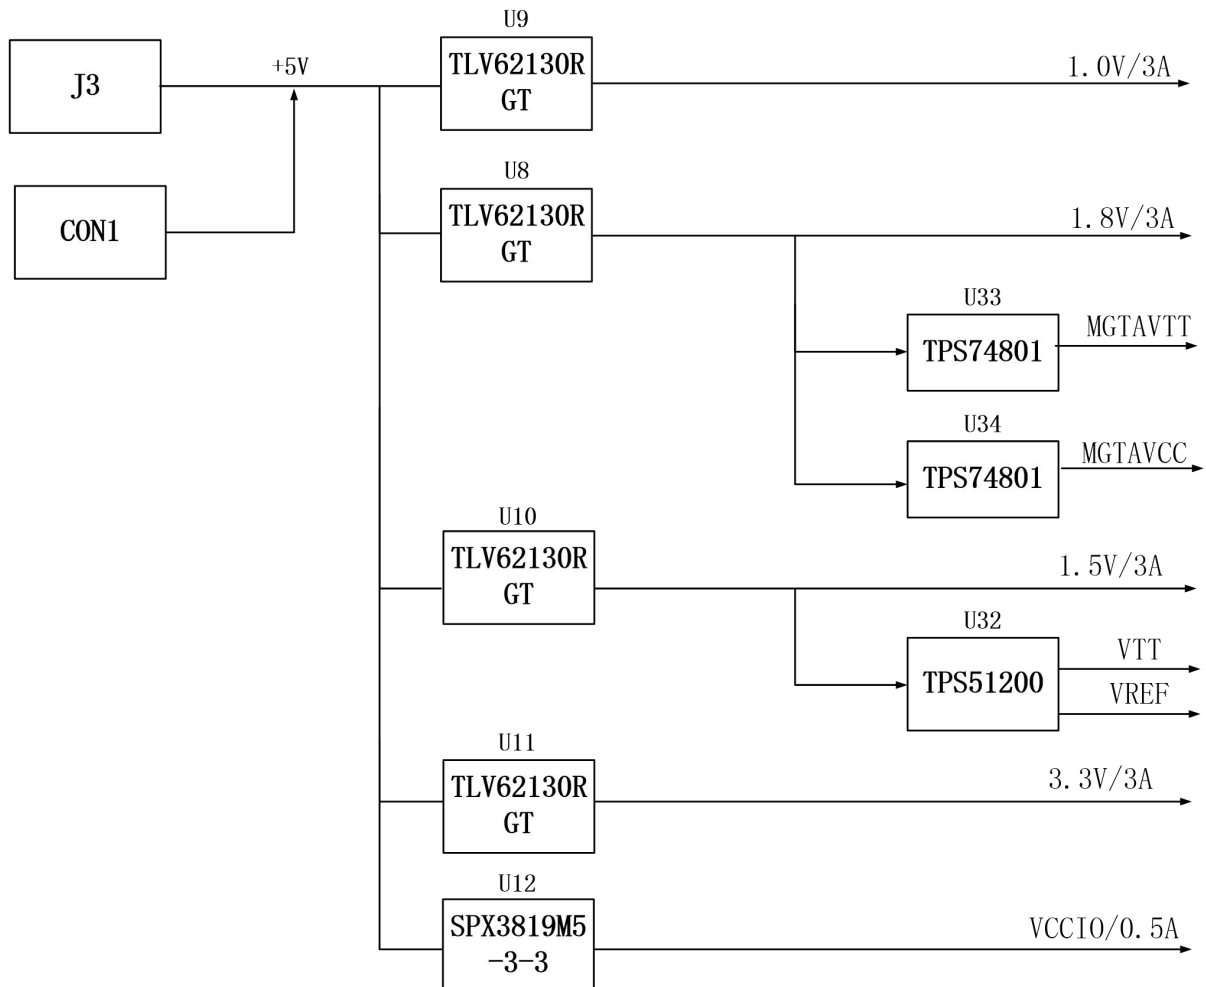 U9
J3
+5V
TLV62130R
GT
1.0V/3A
U8
CON1
TLV62130R
GT
1.8V/3A
U33
TPS74801
MGTAVTT
U34
TPS74801
MGTAVCC
U10
TLV62130R
GT
1.5V/3A
U32
TPS51200
VTT
VREF
U11
TLV62130R
GT
3.3V/3A
U12
SPX3819M5
-3-3
VCCIO/0.5A